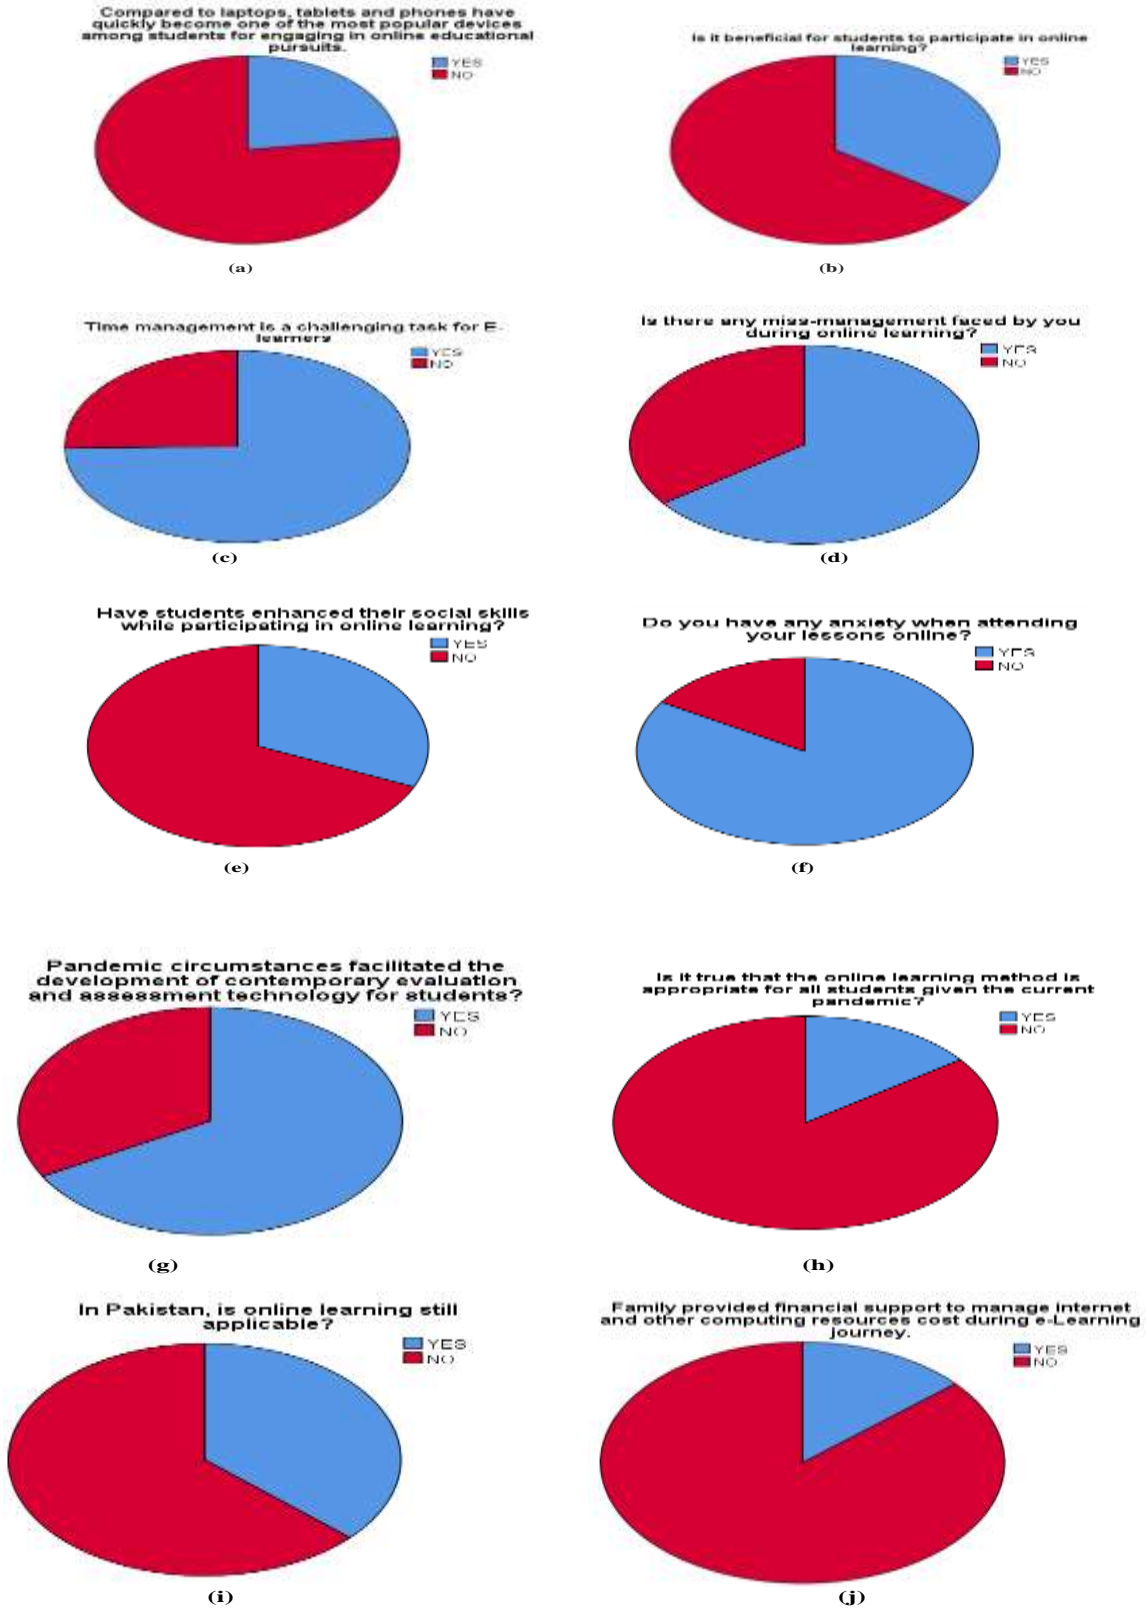 Compared to laptops, tablets and phones have
quickly become one of the most popular devices
among students for engaging in online educational
pursuits.
YES
NO
(a)
Is it beneficial for students to participate in online
learning?
YES
NO
(b)
Time management is a challenging task for E-
learners
YES
NO
(c)
Is there any miss-management faced by you
during online learning?
YES
NO
(d)
Have students enhanced their social skills
while participating in online learning?
YES
NO
(e)
Do you have any anxiety when attending
your lessons online?
YES
NO
(f)
Pandemic circumstances facilitated the
development of contemporary evaluation
and assessment technology for students?
YES
NO
(g)
Is it true that the online learning method is
appropriate for all students given the current
pandemic?
YES
NO
(h)
In Pakistan, is online learning still
applicable?
YES
NO
(i)
Family provided financial support to manage internet
and other computing resources cost during e-Learning
journey.
YES
NO
(j)